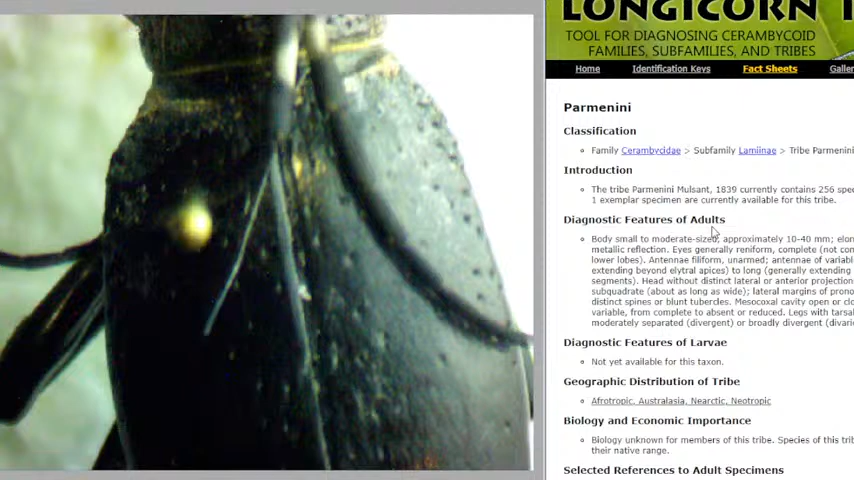 LONGICORN
TOOL FOR DIAGNOSING CERAMBYCOID
FAMILIES, SUBFAMILIES, AND TRIBES
Home Identification Keys Fact Sheets
Parmenini
Classification
Family Cerambycidae > Subfamily Lamiinae > Tribe Parmenini
Introduction
The tribe Parmenini Mulsant, 1839 currently contains 256
1 exemplar specimen are currently available for this tribe.
Diagnostic Features of Adults
Body small to moderate-sized, approximately 10-40 mm;
metallic reflection. Eyes generally reniform, complete (not
lower lobes). Antennae filiform, unarmed; antennae of
extending beyond elytral apices) to long (generally extending
segments). Head without distinct lateral or anterior
subquadrate (about as long as wide); lateral margins of
distinct spines or blunt tubercles. Mesocoxal cavity open or
variable, from complete to absent or reduced. Legs with
moderately separated (divergent) or broadly divergent
Diagnostic Features of Larvae
Not yet available for this taxon.
Geographic Distribution of Tribe
Afrotropic, Australasia, Nearctic, Neotropic
Biology and Economic Importance
Biology unknown for members of this tribe. Species of this
their native range.
Selected References to Adult Specimens